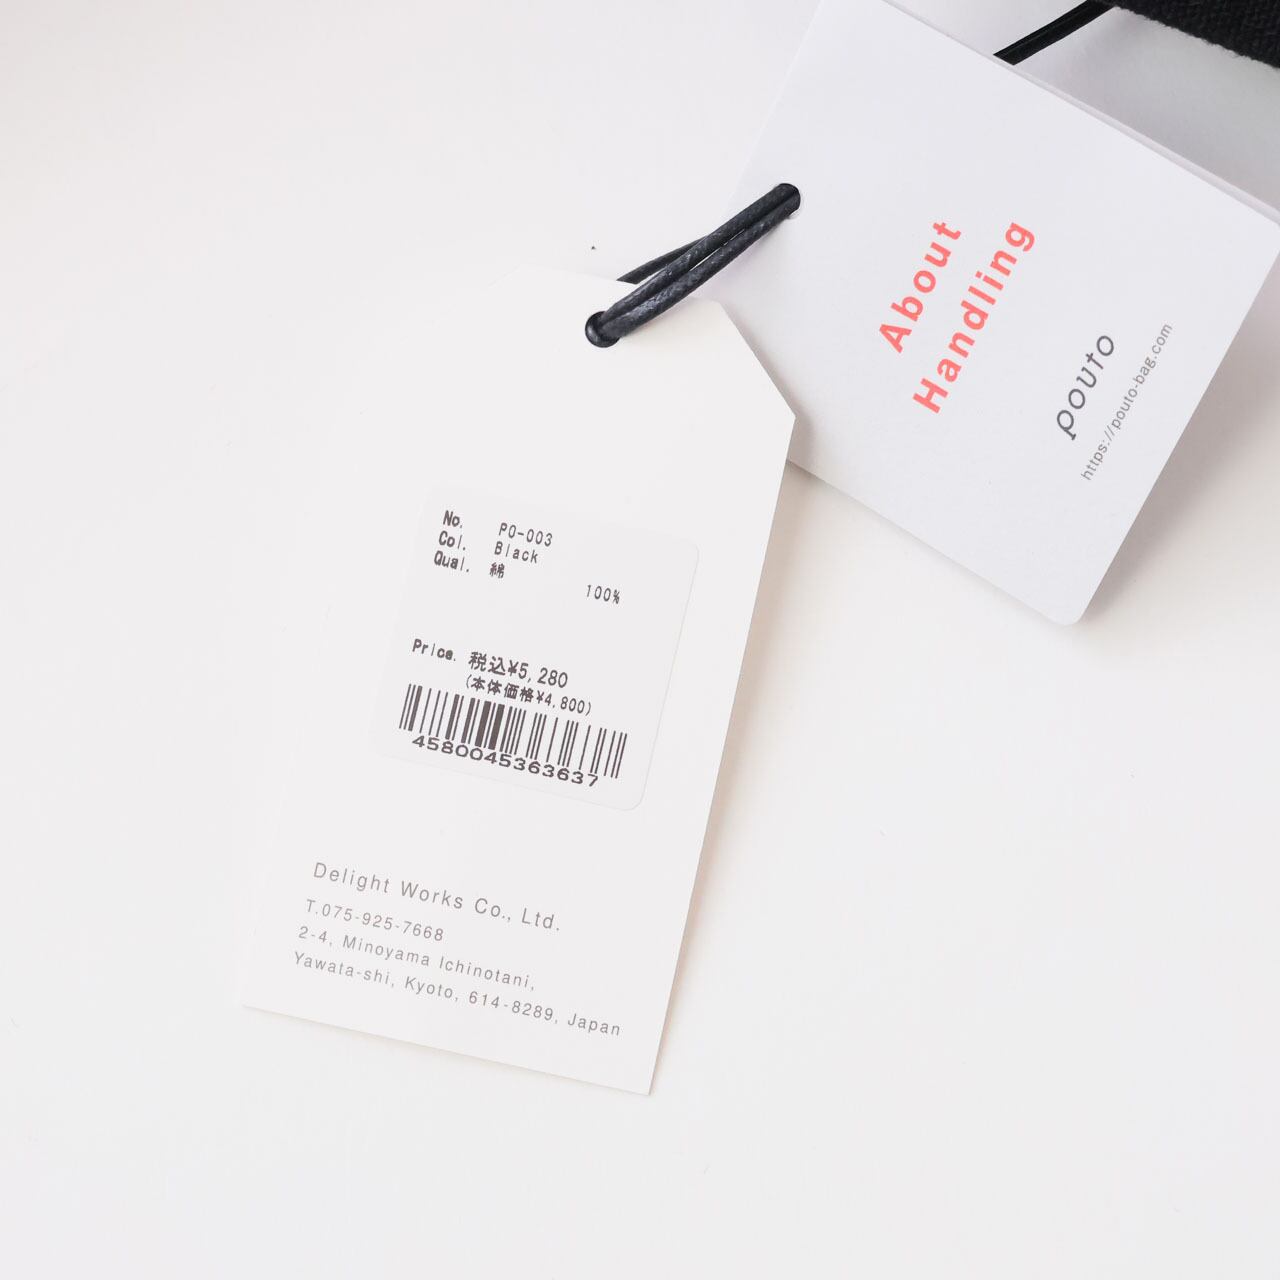 About
Handling
pouto
https://pouto-bag.com
No. PO-003
Col. Black
Qual. 綿
100%
Price. 税込¥5,280
(本体価格¥4,800)
4580045363637
Delight Works Co., Ltd.
T.075-925-7668
2-4, Minoyama Ichinotani,
Yawata-shi, Kyoto, 614-8289, Japan